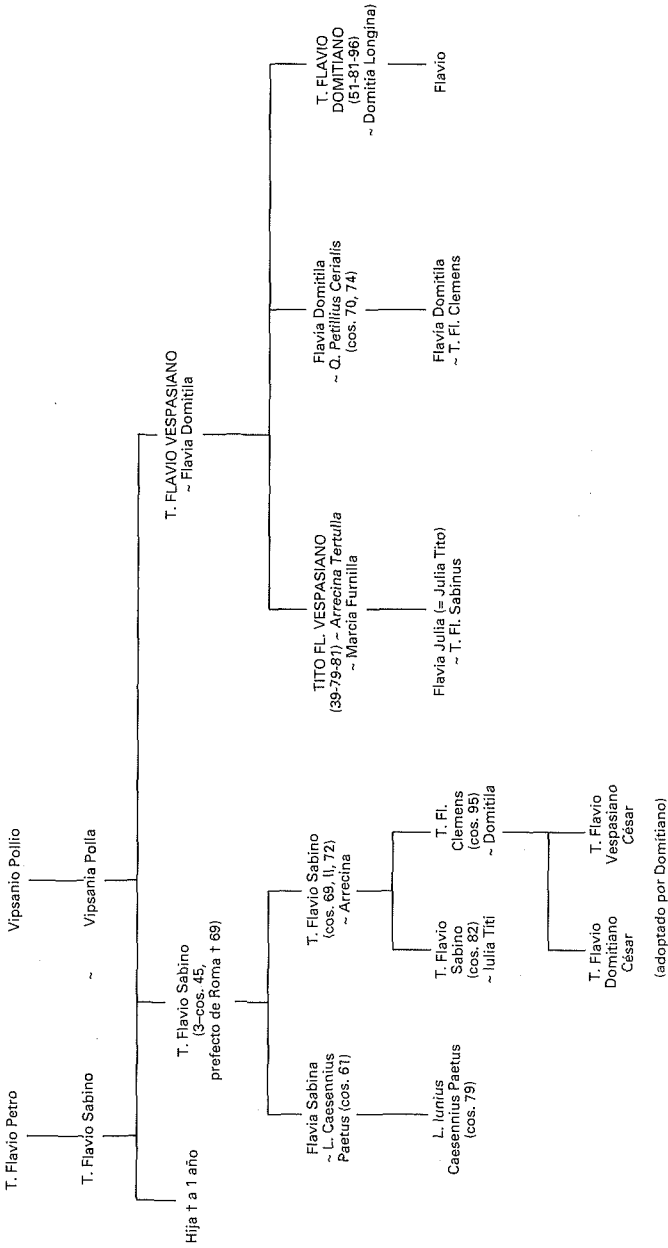 T. Flavio Petro
Vipsanio Pollio
T. Flavio Sabino
~
Vipsania Polla
Hija † a 1 año
T. Flavio Sabino
(3–cos. 45,
prefecto de Roma † 69)
T. FLAVIO VESPASIANO
~ Flavia Domitila
Flavia Sabina
~ L. Caesennius
Paetus (cos. 61)
T. Flavio Sabino
(cos. 69, II, 72)
~ Arrecina
TITO FL. VESPASIANO
(39-79-81) ~ Arrecina Tertulla
~ Marcia Furnilla
Flavia Domitila
~ Q. Petillius Cerialis
(cos. 70, 74)
T. FLAVIO
DOMITIANO
(51-81-96)
~ Domitia Longina)
L. Iunius
Caesennius Paetus
(cos. 79)
T. Flavio
Sabino
(cos. 82)
~ Iulia Titi
T. Fl.
Clemens
(cos. 95)
~ Domitila
Flavia Julia (= Julia Tito)
~ T. Fl. Sabinus
Flavia Domitila
~ T. Fl. Clemens
Flavio
T. Flavio
Domitiano
César
T. Flavio
Vespasiano
César
(adoptado por Domitiano)